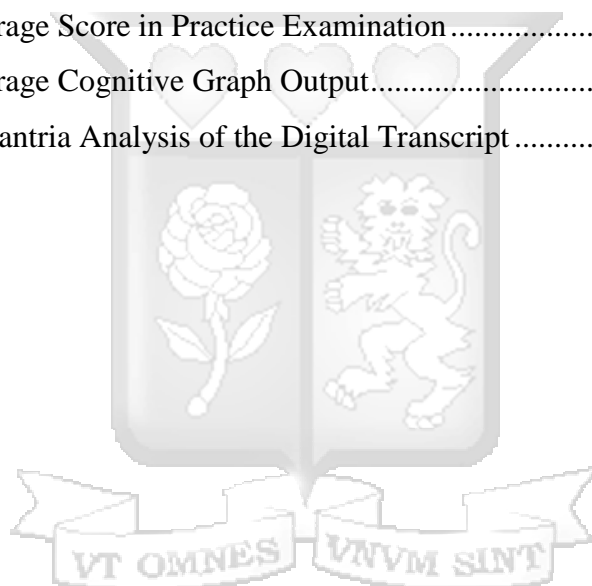 rage Score in Practice Examination ..................
rage Cognitive Graph Output..............................
antria Analysis of the Digital Transcript ...........
VT OMNES VNVM SINT